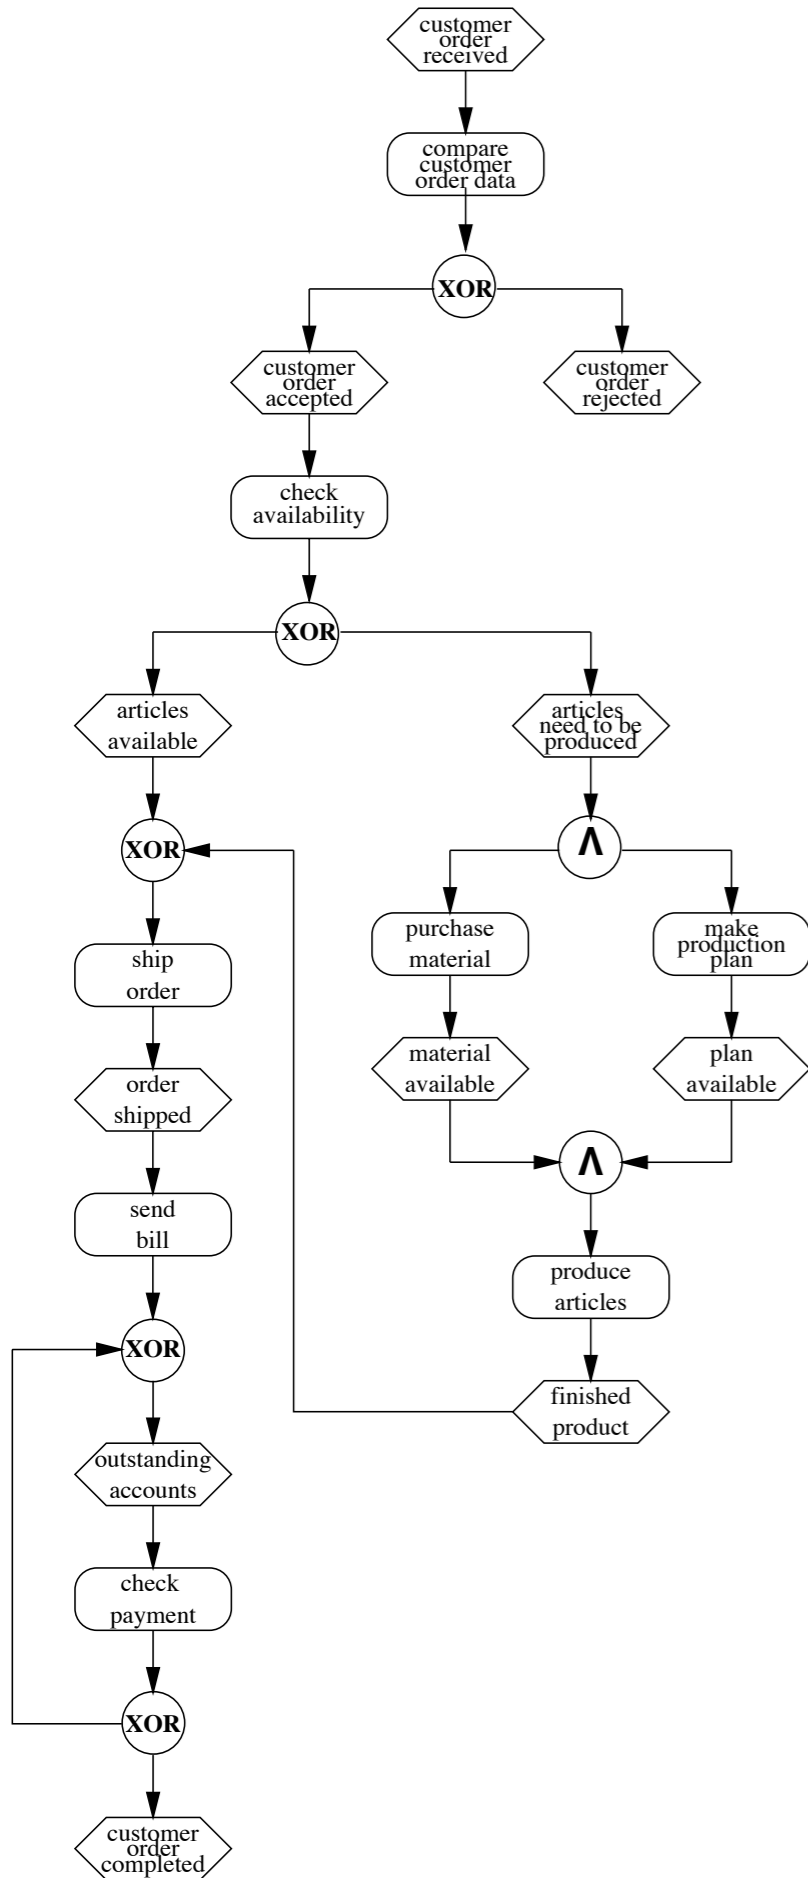 customer
order
received
compare
customer
order data
XOR
customer
order
accepted
customer
order
rejected
check
availability
XOR
articles
available
articles
need to be
produced
XOR
Λ
purchase
material
make
production
plan
ship
order
material
available
plan
available
order
shipped
Λ
send
bill
produce
articles
XOR
finished
product
outstanding
accounts
check
payment
XOR
customer
order
completed